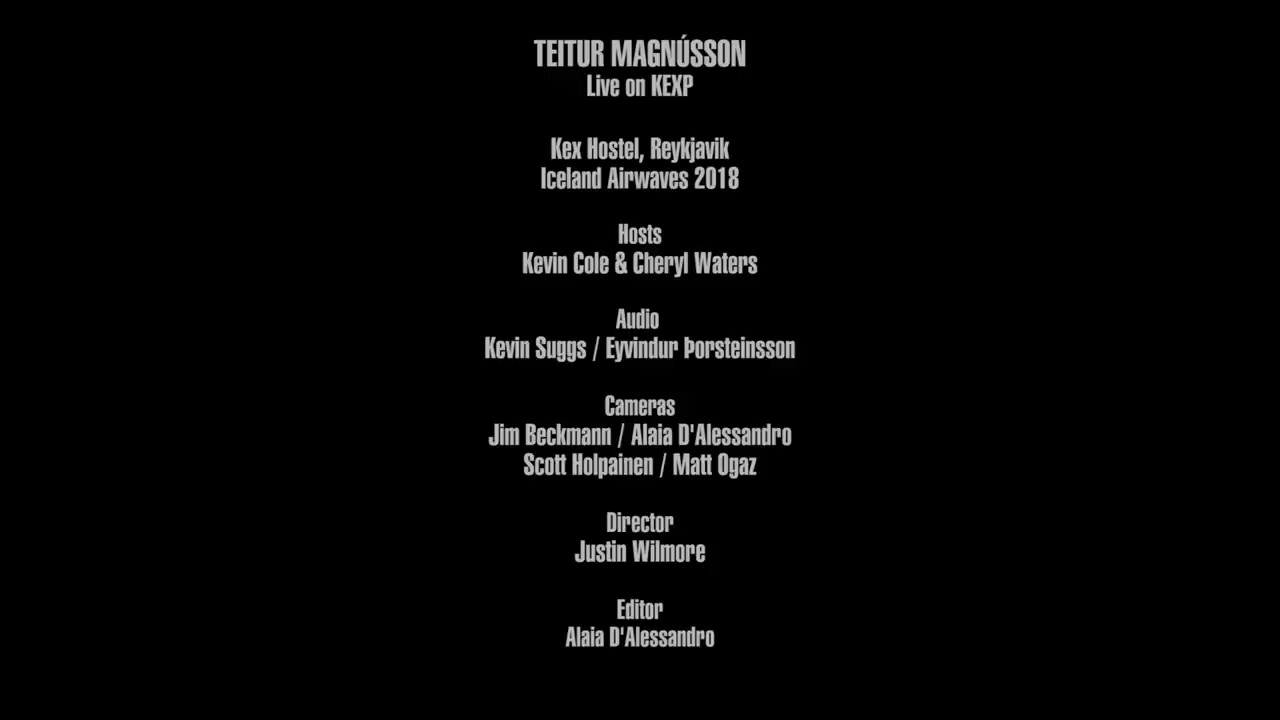 TEITUR MAGNÚSSON
Live on KEXP
Kex Hostel, Reykjavik
Iceland Airwaves 2018
Hosts
Kevin Cole & Cheryl Waters
Audio
Kevin Suggs / Eyvindur Þorsteinsson
Cameras
Jim Beckmann / Alaia D'Alessandro
Scott Holpainen / Matt Ogaz
Director
Justin Wilmore
Editor
Alaia D'Alessandro